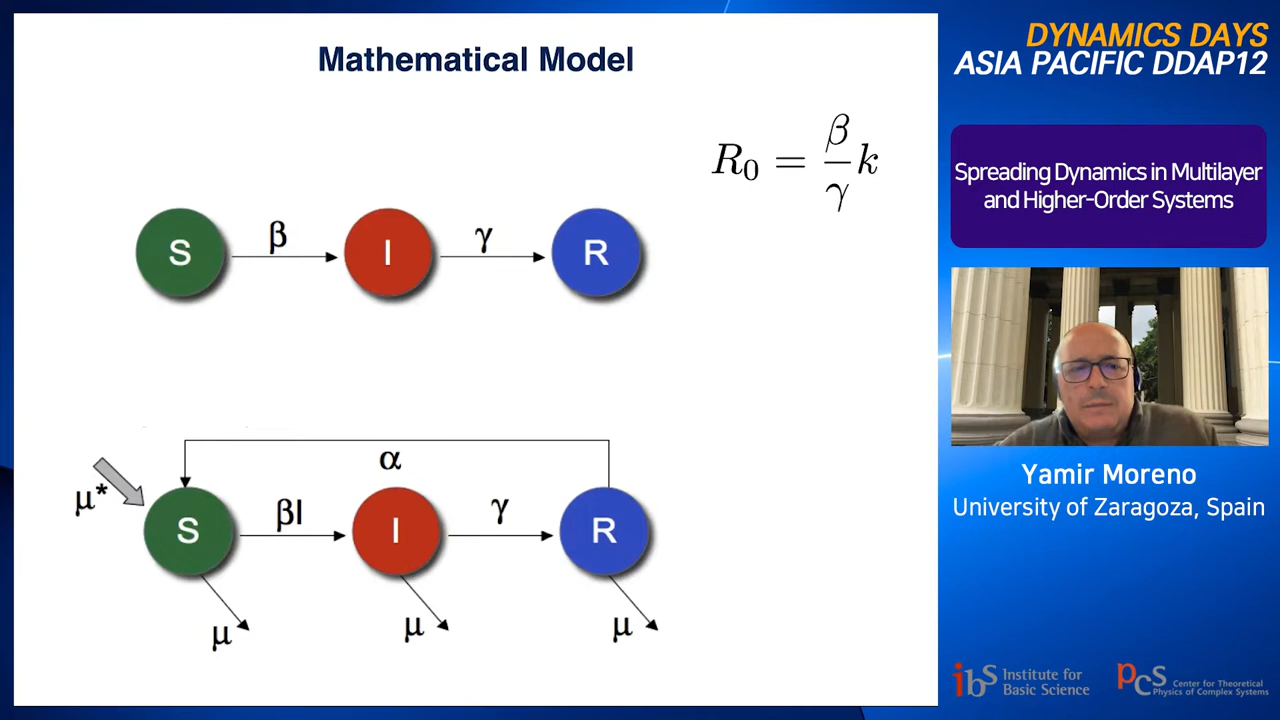 Mathematical Model
R₀ = β/γ k
S β I γ R
α
μ*
S βI I γ R
μ μ μ
DYNAMICS DAYS
ASIA PACIFIC DDAP12
Spreading Dynamics in Multilayer
and Higher-Order Systems
Yamir Moreno
University of Zaragoza, Spain
ibS Institute for
Basic Science
PCS Center for Theoretical
Physics of Complex Systems